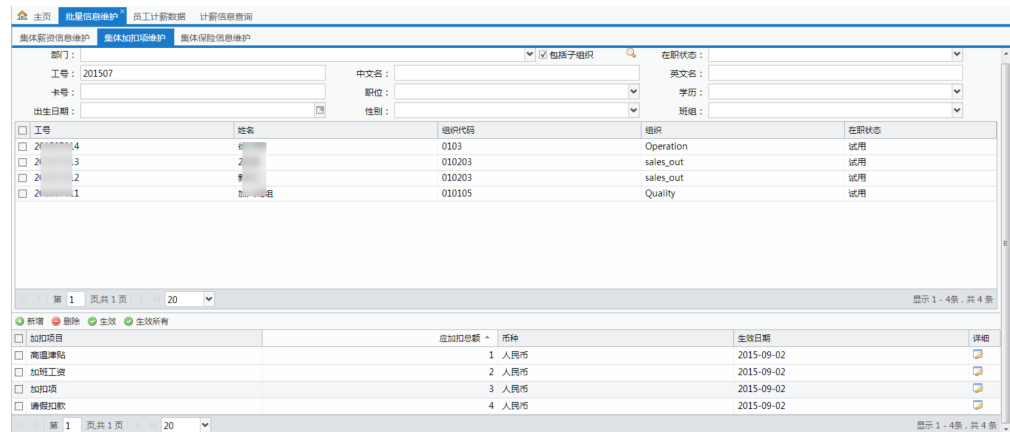 主页 批量信息维护 员工计薪数据 计薪信息查询
集体薪资信息维护 集体加扣项维护 集体保险信息维护
部门： 包括子组织 在职状态：
工号： 201507 中文名： 英文名：
卡号： 职位： 学历：
出生日期： 性别： 班组：
工号 姓名 组织代码 组织 在职状态
0103 Operation 试用
010203 sales_out 试用
010203 sales_out 试用
010105 Quality 试用
第 1 页,共 1 页 20 显示 1 - 4条，共 4 条
新增 删除 生效 生效所有
加扣项目 应加扣总额 币种 生效日期 详细
高温津贴 1 人民币 2015-09-02
加班工资 2 人民币 2015-09-02
加扣项 3 人民币 2015-09-02
请假扣款 4 人民币 2015-09-02
第 1 页,共 1 页 20 显示 1 - 4条，共 4 条